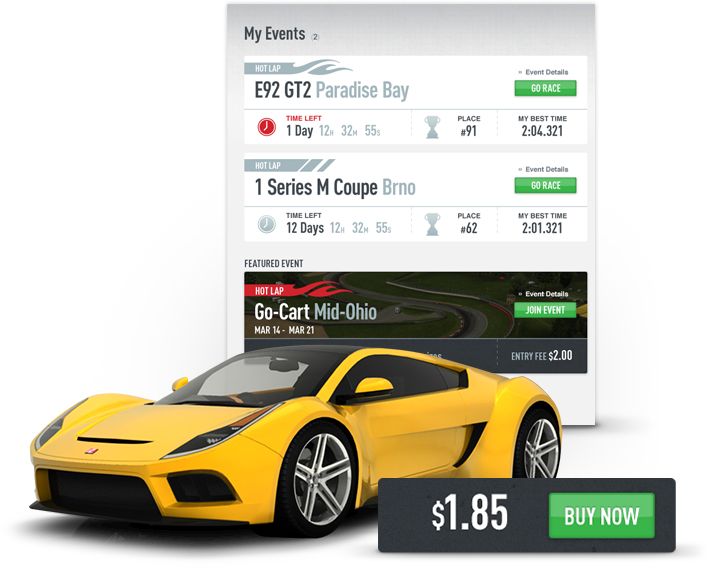 My Events (2)
HOT LAP
» Event Details
E92 GT2 Paradise Bay
GO RACE
TIME LEFT
1 Day 12H 32M 55S
PLACE
#91
MY BEST TIME
2:04.321
HOT LAP
» Event Details
1 Series M Coupe Brno
GO RACE
TIME LEFT
12 Days 12H 32M 55S
PLACE
#62
MY BEST TIME
2:01.321
FEATURED EVENT
HOT LAP
» Event Details
Go-Cart Mid-Ohio
JOIN EVENT
MAR 14 - MAR 21
ENTRY FEE $2.00
$1.85
BUY NOW